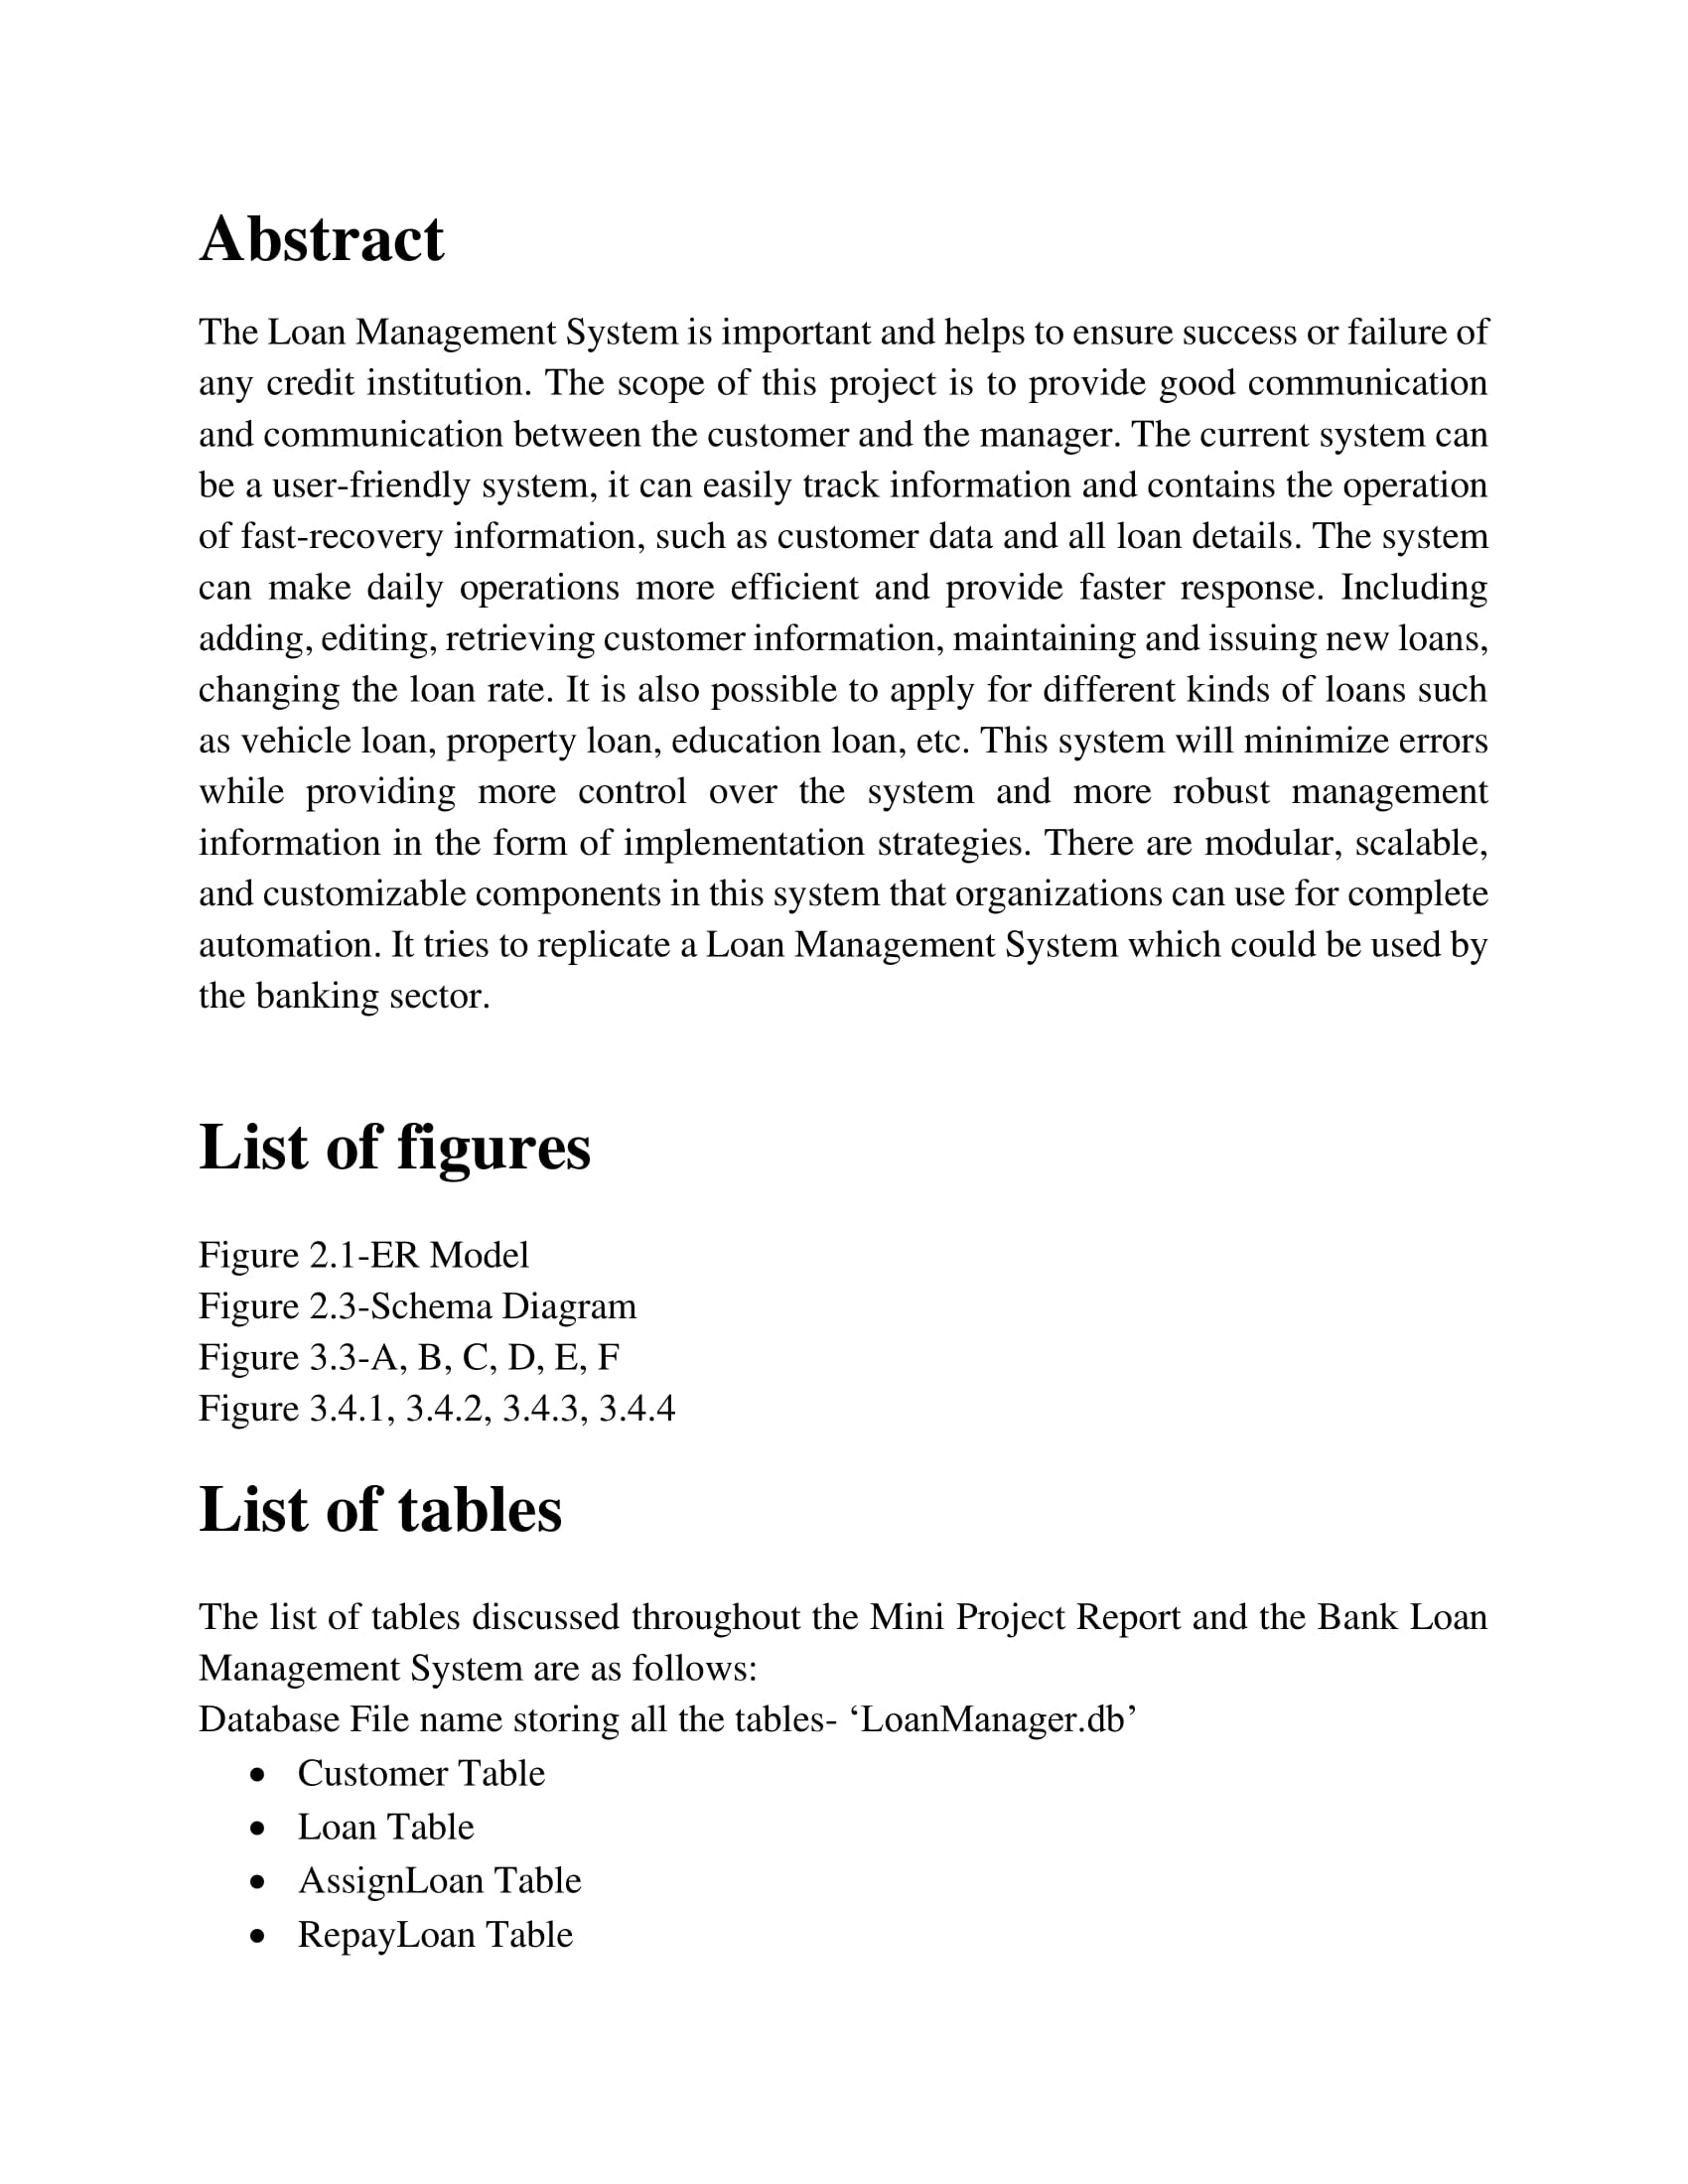 Abstract
The Loan Management System is important and helps to ensure success or failure of
any credit institution. The scope of this project is to provide good communication
and communication between the customer and the manager. The current system can
be a user-friendly system, it can easily track information and contains the operation
of fast-recovery information, such as customer data and all loan details. The system
can make daily operations more efficient and provide faster response. Including
adding, editing, retrieving customer information, maintaining and issuing new loans,
changing the loan rate. It is also possible to apply for different kinds of loans such
as vehicle loan, property loan, education loan, etc. This system will minimize errors
while providing more control over the system and more robust management
information in the form of implementation strategies. There are modular, scalable,
and customizable components in this system that organizations can use for complete
automation. It tries to replicate a Loan Management System which could be used by
the banking sector.
List of figures
Figure 2.1-ER Model
Figure 2.3-Schema Diagram
Figure 3.3-A, B, C, D, E, F
Figure 3.4.1, 3.4.2, 3.4.3, 3.4.4
List of tables
The list of tables discussed throughout the Mini Project Report and the Bank Loan
Management System are as follows:
Database File name storing all the tables- ‘LoanManager.db’
• Customer Table
• Loan Table
• AssignLoan Table
• RepayLoan Table